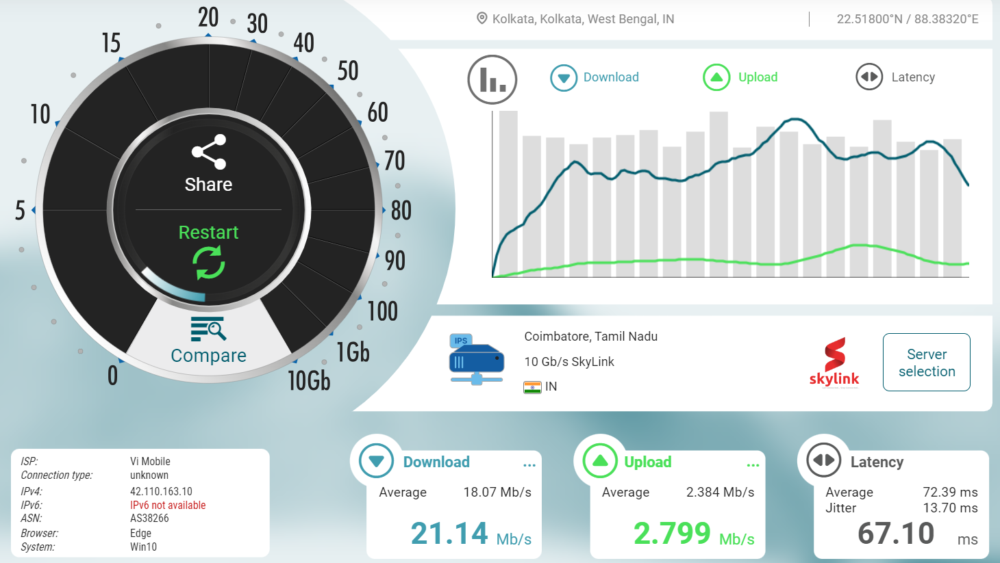 Kolkata, Kolkata, West Bengal, IN
22.51800°N / 88.38320°E
0
5
10
15
20
30
40
50
60
70
80
90
100
1Gb
10Gb
Share
Restart
Compare
Download
Upload
Latency
IPS
Coimbatore, Tamil Nadu
10 Gb/s SkyLink
IN
skylink
Server
selection
ISP: Vi Mobile
Connection type: unknown
IPv4: 42.110.163.10
IPv6: IPv6 not available
ASN: AS38266
Browser: Edge
System: Win10
Download ...
Average 18.07 Mb/s
21.14 Mb/s
Upload ...
Average 2.384 Mb/s
2.799 Mb/s
Latency
Average 72.39 ms
Jitter 13.70 ms
67.10 ms